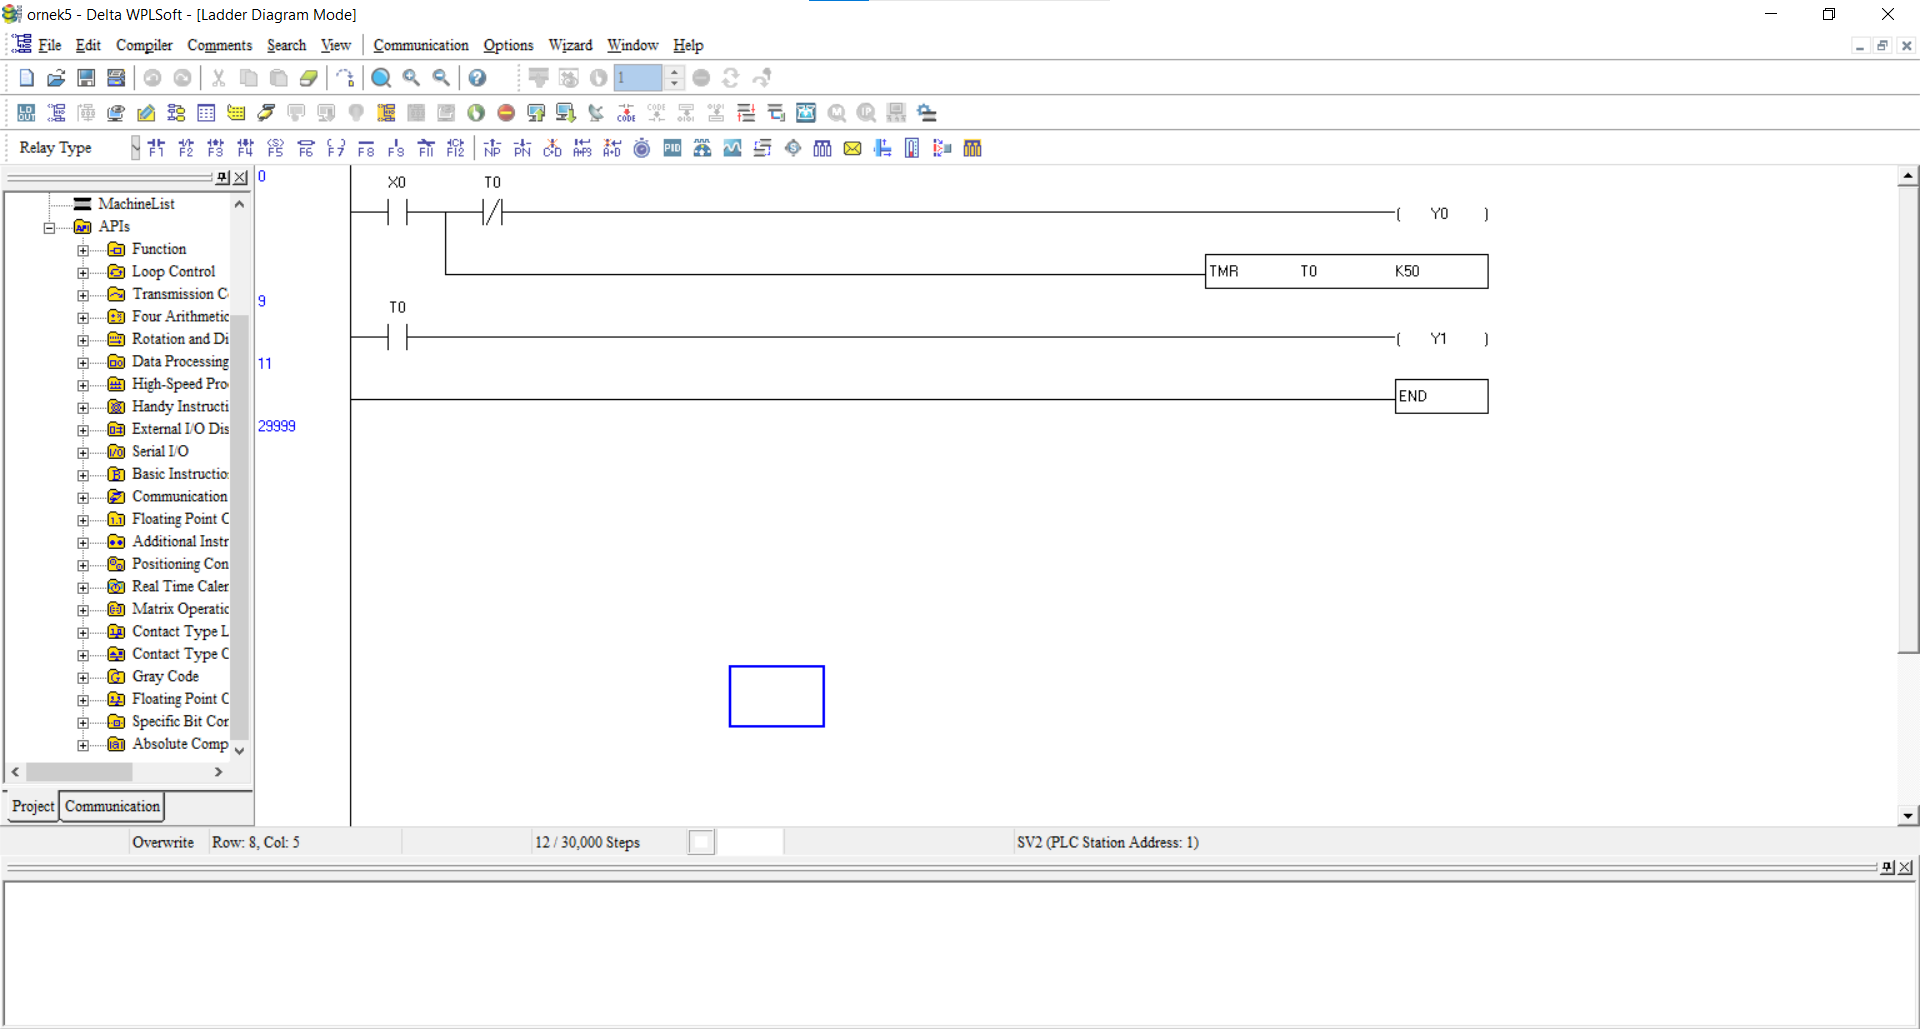 ornek5 - Delta WPLSoft - [Ladder Diagram Mode]
File Edit Compiler Comments Search View Communication Options Wizard Window Help
1
LD OUT CODE CODE
Relay Type F1 F2 F3 F4 F5 F6 F7 F8 F9 F11 F12 NP PN PID
MachineList
APIs
Function
Loop Control
Transmission C
Four Arithmetic
Rotation and Di
Data Processing
High-Speed Pro
Handy Instructi
External I/O Dis
Serial I/O
Basic Instructio
Communication
Floating Point C
Additional Instr
Positioning Con
Real Time Caler
Matrix Operatic
Contact Type L
Contact Type C
Gray Code
Floating Point C
Specific Bit Cor
Absolute Comp
Project Communication
0
X0 T0
Y0
TMR T0 K50
9
T0
Y1
11
END
29999
Overwrite Row: 8, Col: 5 12 / 30,000 Steps SV2 (PLC Station Address: 1)